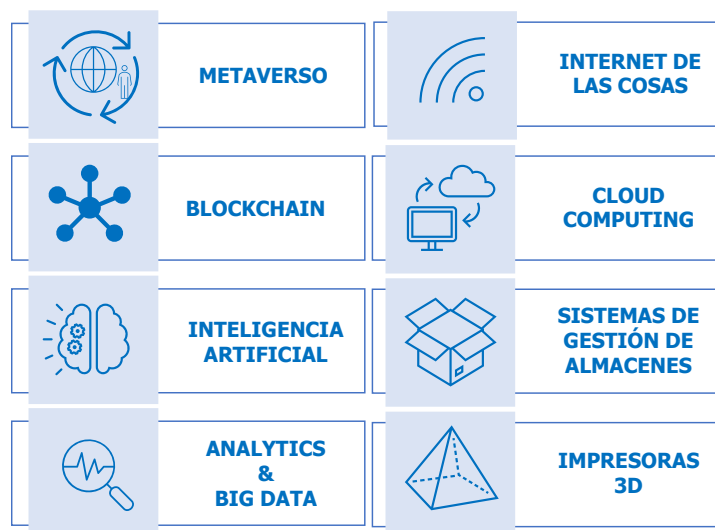 METAVERSO
INTERNET DE
LAS COSAS
BLOCKCHAIN
CLOUD
COMPUTING
INTELIGENCIA
ARTIFICIAL
SISTEMAS DE
GESTIÓN DE
ALMACENES
ANALYTICS
&
BIG DATA
IMPRESORAS
3D